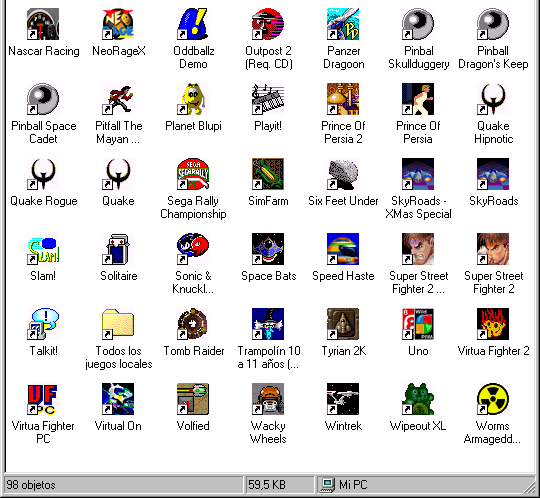 Nascar Racing
NeoRageX
Oddballz
Demo
Outpost 2
(Req. CD)
Panzer
Dragoon
Pinbal
Skullduggery
Pinball
Dragon's Keep
Pinball Space
Cadet
Pitfall The
Mayan ...
Planet Blupi
Playit!
Prince Of
Persia 2
Prince Of
Persia
Quake
Hipnotic
Quake Rogue
Quake
Sega Rally
Championship
SimFarm
Six Feet Under
SkyRoads -
XMas Special
SkyRoads
Slam!
Solitaire
Sonic &
Knuckl...
Space Bats
Speed Haste
Super Street
Fighter 2 ...
Super Street
Fighter 2
Talkit!
Todos los
juegos locales
Tomb Raider
Trampolín 10
a 11 años (...
Tyrian 2K
Uno
Virtua Fighter 2
Virtua Fighter
PC
Virtual On
Volfied
Wacky
Wheels
Wintrek
Wipeout XL
Worms
Armagedd...
98 objetos
59,5 KB
Mi PC